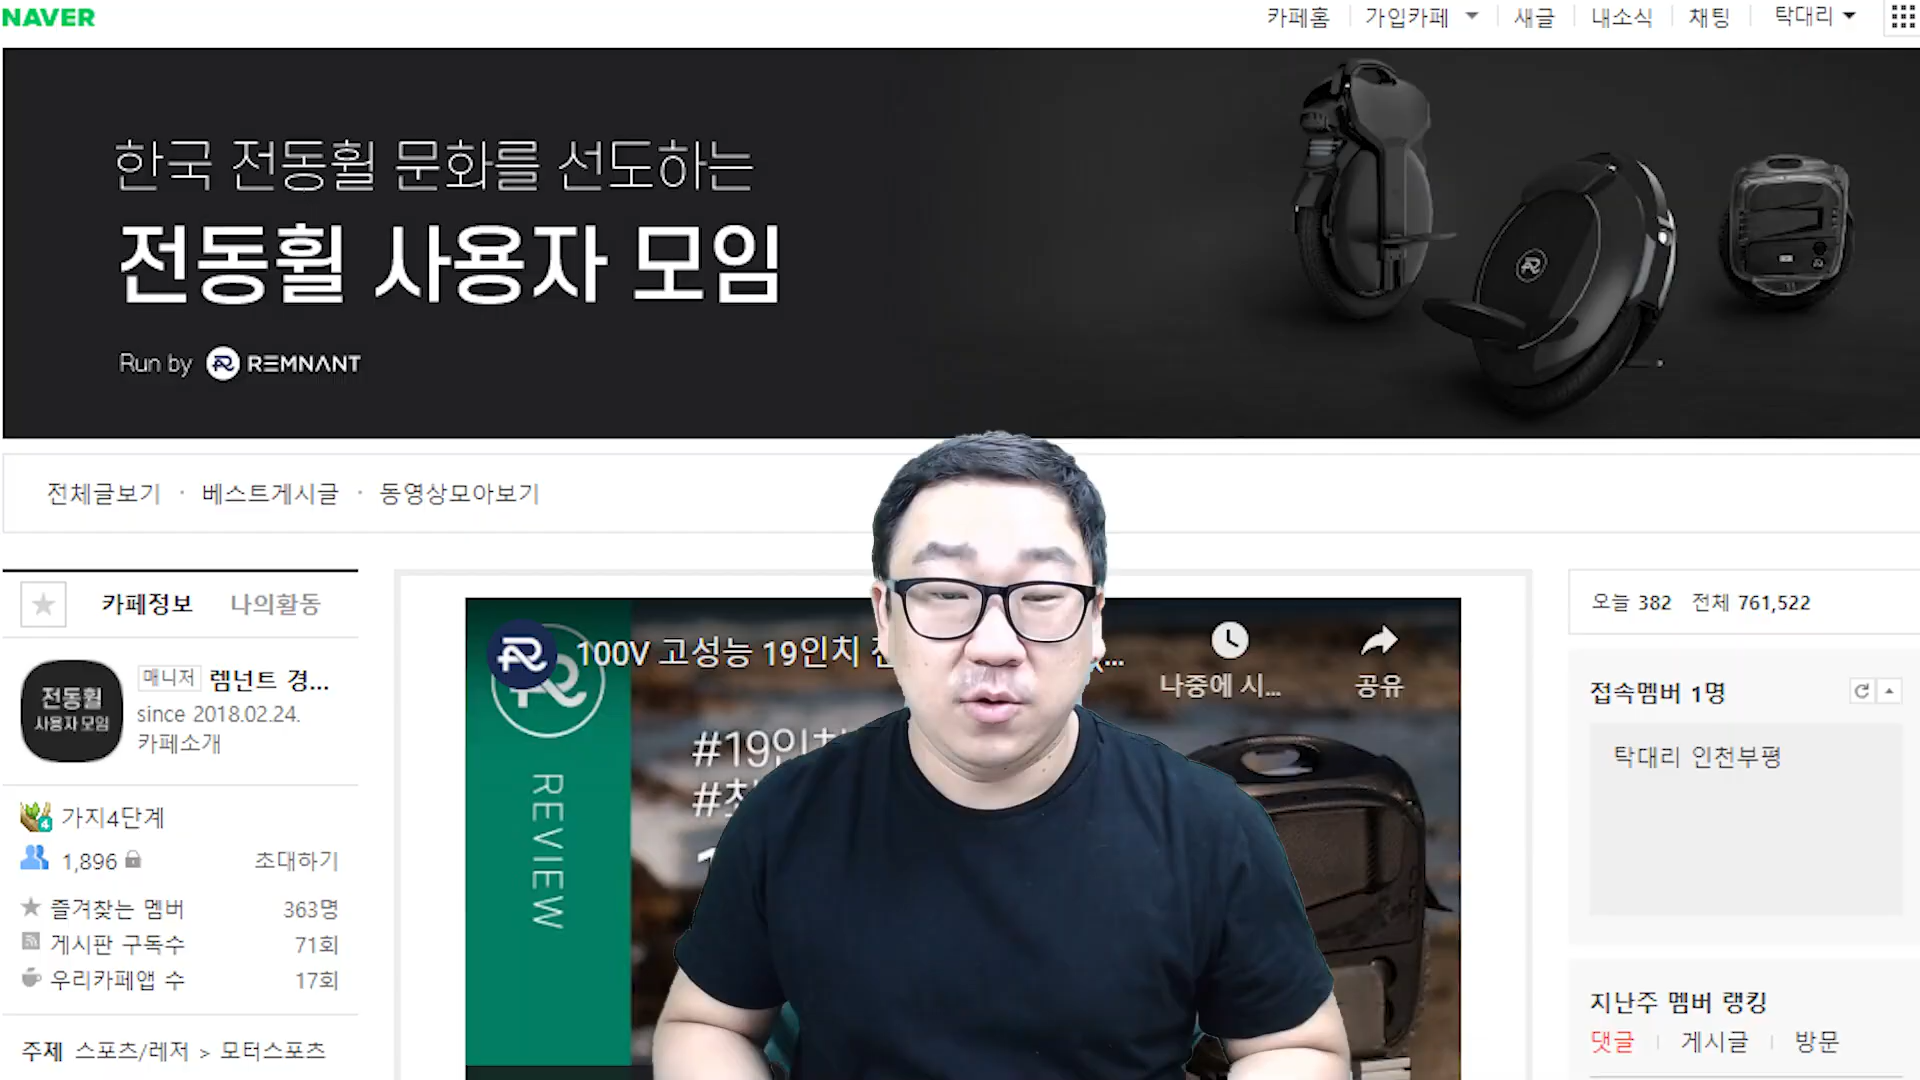 NAVER
카페홈
가입카페
새글
내소식
채팅
탁대리
한국 전동휠 문화를 선도하는
전동휠 사용자 모임
Run by REMNANT
전체글보기 · 베스트게시글 · 동영상모아보기
카페정보 나의활동
전동휠
사용자 모임
매니저 렘넌트 경...
since 2018.02.24.
카페소개
4 가지4단계
1,896 초대하기
즐겨찾는 멤버 363명
게시판 구독수 71회
우리카페앱 수 17회
주제 스포츠/레저 > 모터스포츠
100V 고성능 19인치
나중에 시...
공유
REVIEW
#19인치
오늘 382 전체 761,522
접속멤버 1명
탁대리 인천부평
지난주 멤버 랭킹
댓글 게시글 방문